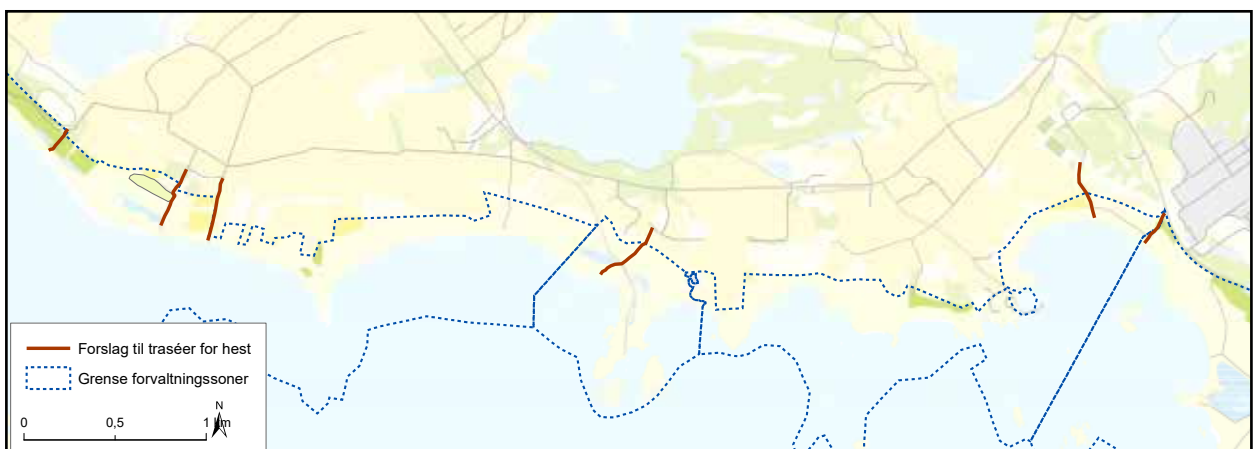 Forslag til traséer for hest
Grense forvaltningssoner
N
0 0,5 1 km